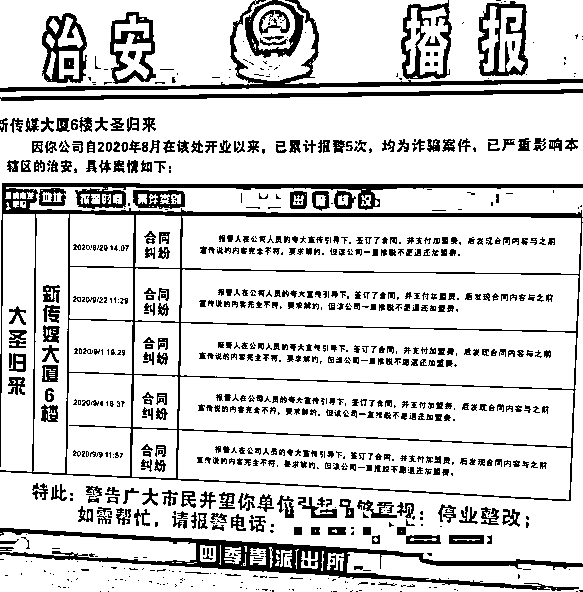 治安播报
新传媒大厦6楼大圣归来
因你公司自2020年8月在该处开业以来，已累计报警5次，均为诈骗案件，已严重影响本
辖区的治安，具体案情如下：
报警时间 案件类别 出警情况
大圣归来
新传媒大厦6楼
2020/8/29 14:07 合同纠纷 报警人在公司人员的夸大宣传引导下，签订了合同，并支付加盟费，后发现合同内容与之前
宣传说的内容完全不符，要求解约，但该公司一直推脱不愿退还加盟费。
2020/9/22 11:29 合同纠纷 报警人在公司人员的夸大宣传引导下，签订了合同，并支付加盟费，后发现合同内容与之前
宣传说的内容完全不符，要求解约，但该公司一直推脱不愿退还加盟费。
2020/9/1 16:29 合同纠纷 报警人在公司人员的夸大宣传引导下，签订了合同，并支付加盟费，后发现合同内容与之前
宣传说的内容完全不符，要求解约，但该公司一直推脱不愿退还加盟费。
2020/9/4 16:37 合同纠纷 报警人在公司人员的夸大宣传引导下，签订了合同，并支付加盟费，后发现合同内容与之前
宣传说的内容完全不符，要求解约，但该公司一直推脱不愿退还加盟费。
2020/9/9 11:57 合同纠纷 报警人在公司人员的夸大宣传引导下，签订了合同，并支付加盟费，后发现合同内容与之前
宣传说的内容完全不符，要求解约，但该公司一直推脱不愿退还加盟费。
特此：警告广大市民并望你单位引起足够重视；停业整改；
如需帮忙，请报警电话：
四季青派出所